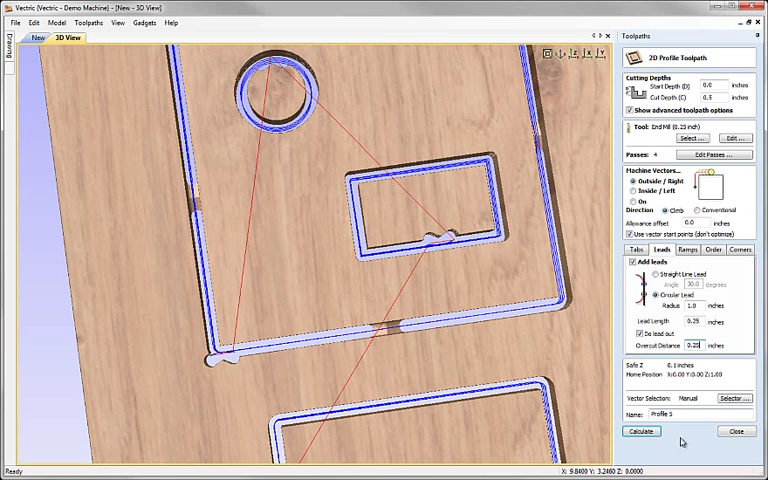 Vectric (Vectric - Demo Machine) - [New - 3D View]
File Edit Model Toolpaths View Gadgets Help
New 3D View
Drawing
Toolpaths
2D Profile Toolpath
Cutting Depths
Start Depth (D) 0.0 inches
Cut Depth (C) 0.5 inches
Show advanced toolpath options
Tool: End Mill (0.25 inch)
Select ... Edit ...
Passes: 4 Edit Passes ...
Machine Vectors...
Outside / Right
Inside / Left
On
Direction Climb Conventional
Allowance offset 0.0 inches
Use vector start points (don't optimize)
Tabs Leads Ramps Order Corners
Add leads
Straight Line Lead
Angle 30.0 degrees
Circular Lead
Radius 1.0 inches
Lead Length 0.25 inches
Do lead out
Overcut Distance 0.25 inches
Safe Z 0.1 inches
Home Position X:0.00 Y:0.00 Z:1.00
Vector Selection: Manual Selector ...
Name: Profile 5
Calculate Close
Ready X: 9.8400 Y: 3.2460 Z: 0.0000